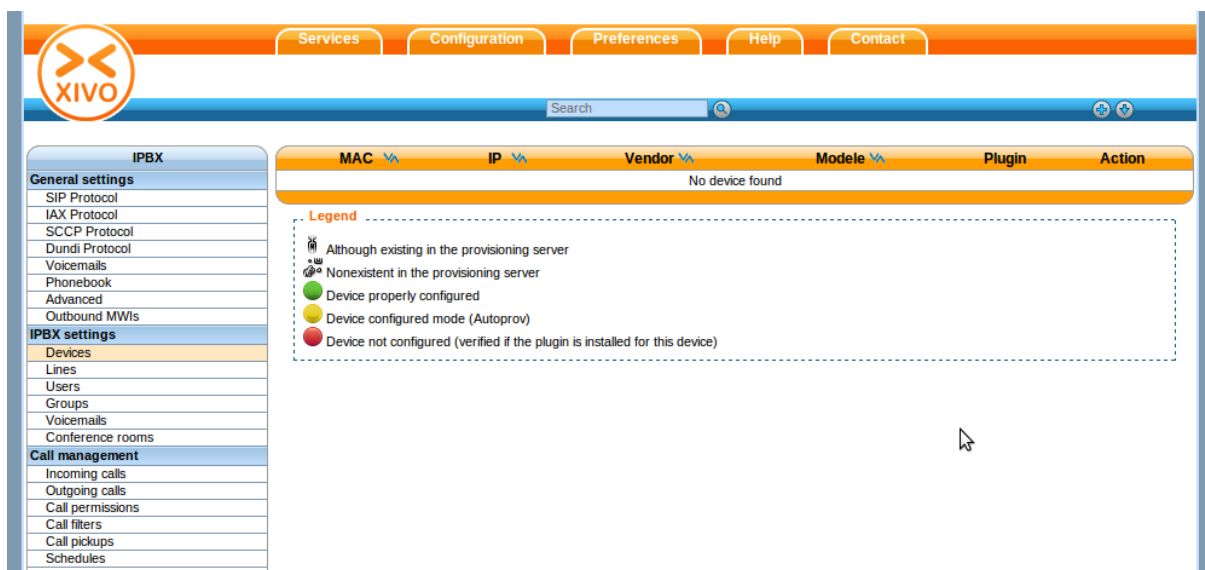 Services Configuration Preferences Help Contact
XIVO
Search
IPBX
General settings
SIP Protocol
IAX Protocol
SCCP Protocol
Dundi Protocol
Voicemails
Phonebook
Advanced
Outbound MWIs
IPBX settings
Devices
Lines
Users
Groups
Voicemails
Conference rooms
Call management
Incoming calls
Outgoing calls
Call permissions
Call filters
Call pickups
Schedules
MAC IP Vendor Modele Plugin Action
No device found
Legend
Although existing in the provisioning server
Nonexistent in the provisioning server
Device properly configured
Device configured mode (Autoprov)
Device not configured (verified if the plugin is installed for this device)